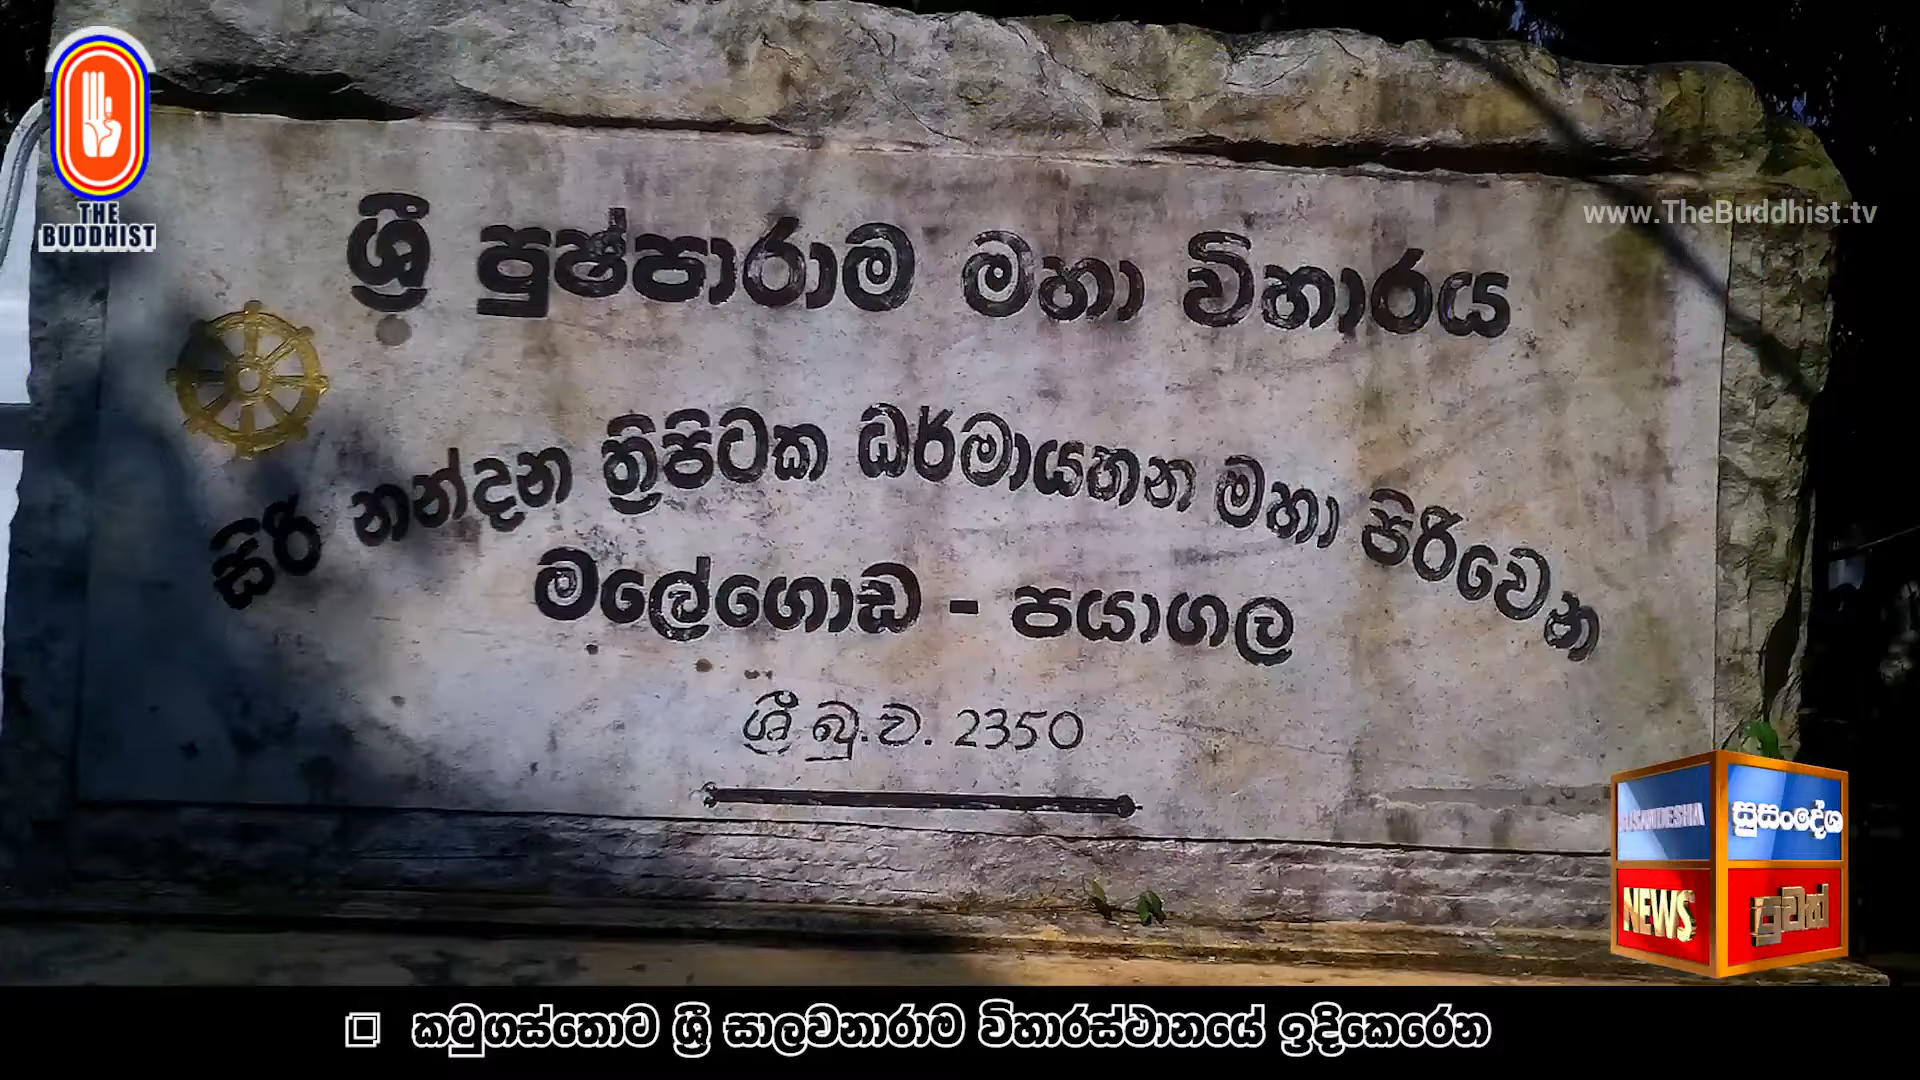 THE
BUDDHIST
www.TheBuddhist.tv
ශ්‍රී පුෂ්පාරාම මහා විහාරය
සිරි නන්දන ත්‍රිපිටක ධර්මායතන මහා පිරිවෙන
මලේගොඩ - පයාගල
ශ්‍රී බු.ව. 2350
SUSANDESHA
සුසංදේශ
NEWS
පුවත්
කටුගස්තොට ශ්‍රී සාලවනාරාම විහාරස්ථානයේ ඉදිකෙරෙන